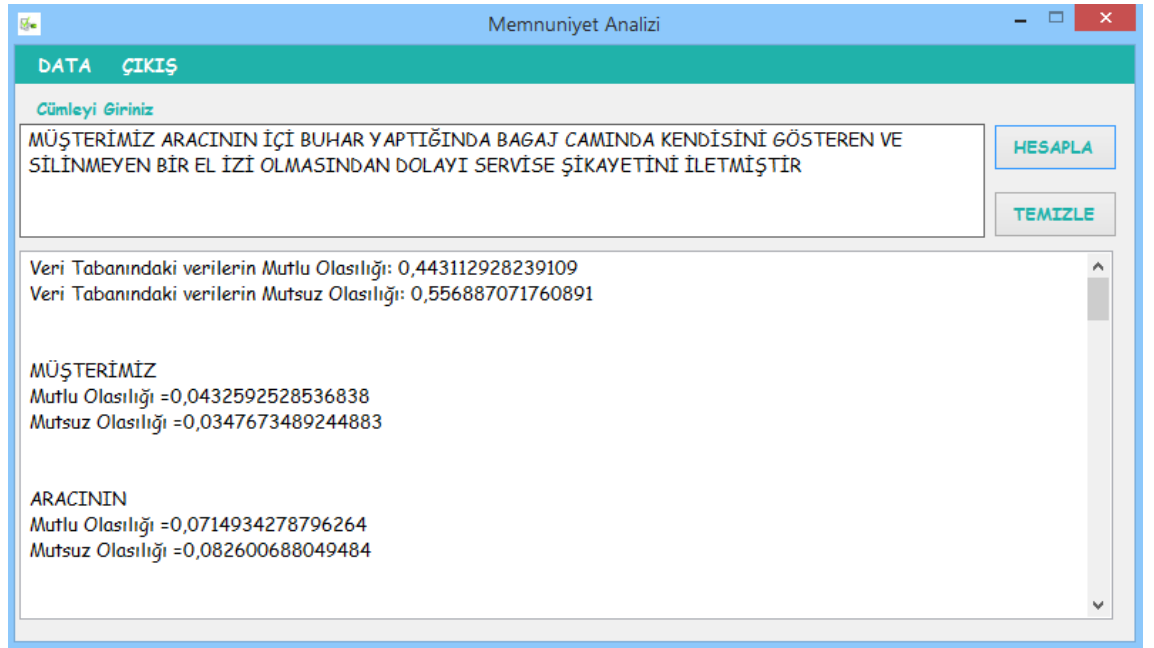 Memnuniyet Analizi
DATA ÇIKIŞ
Cümleyi Giriniz
MÜŞTERİMİZ ARACININ İÇİ BUHAR YAPTIĞINDA BAGAJ CAMINDA KENDİSİNİ GÖSTEREN VE
SİLİNMEYEN BİR EL İZİ OLMASINDAN DOLAYI SERVİSE ŞİKAYETİNİ İLETMİŞTİR
HESAPLA
TEMIZLE
Veri Tabanındaki verilerin Mutlu Olasılığı: 0,443112928239109
Veri Tabanındaki verilerin Mutsuz Olasılığı: 0,556887071760891
MÜŞTERİMİZ
Mutlu Olasılığı =0,0432592528536838
Mutsuz Olasılığı =0,0347673489244883
ARACININ
Mutlu Olasılığı =0,0714934278796264
Mutsuz Olasılığı =0,082600688049484